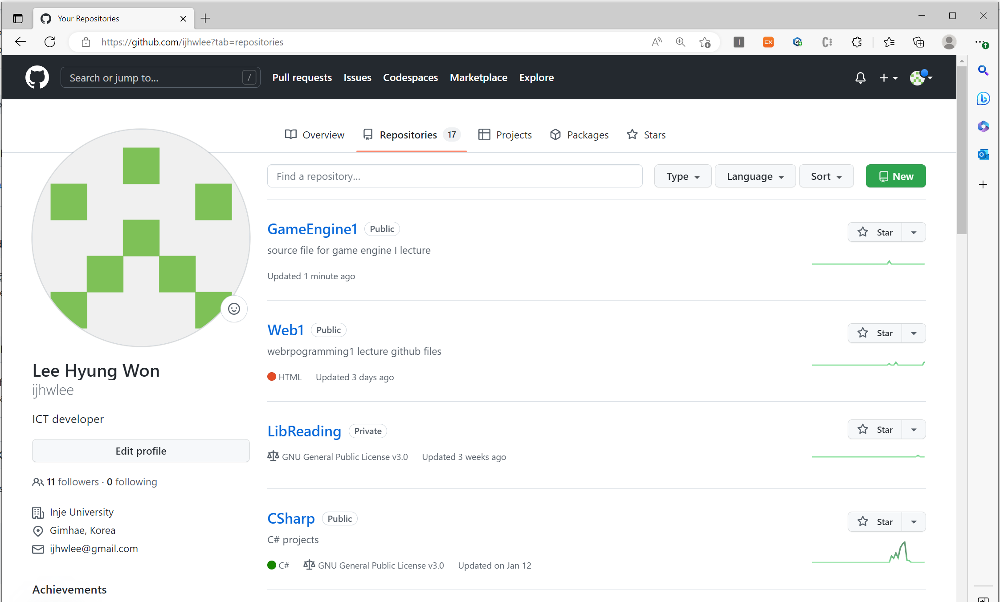 Your Repositories
https://github.com/ijhwlee?tab=repositories
EX
Search or jump to...
/
Pull requests
Issues
Codespaces
Marketplace
Explore
Overview
Repositories 17
Projects
Packages
Stars
Find a repository...
Type
Language
Sort
New
Lee Hyung Won
ijhwlee
ICT developer
Edit profile
11 followers · 0 following
Inje University
Gimhae, Korea
ijhwlee@gmail.com
Achievements
GameEngine1 Public
Star
source file for game engine I lecture
Updated 1 minute ago
Web1 Public
Star
webrpogramming1 lecture github files
HTML Updated 3 days ago
LibReading Private
Star
GNU General Public License v3.0 Updated 3 weeks ago
CSharp Public
Star
C# projects
C# GNU General Public License v3.0 Updated on Jan 12